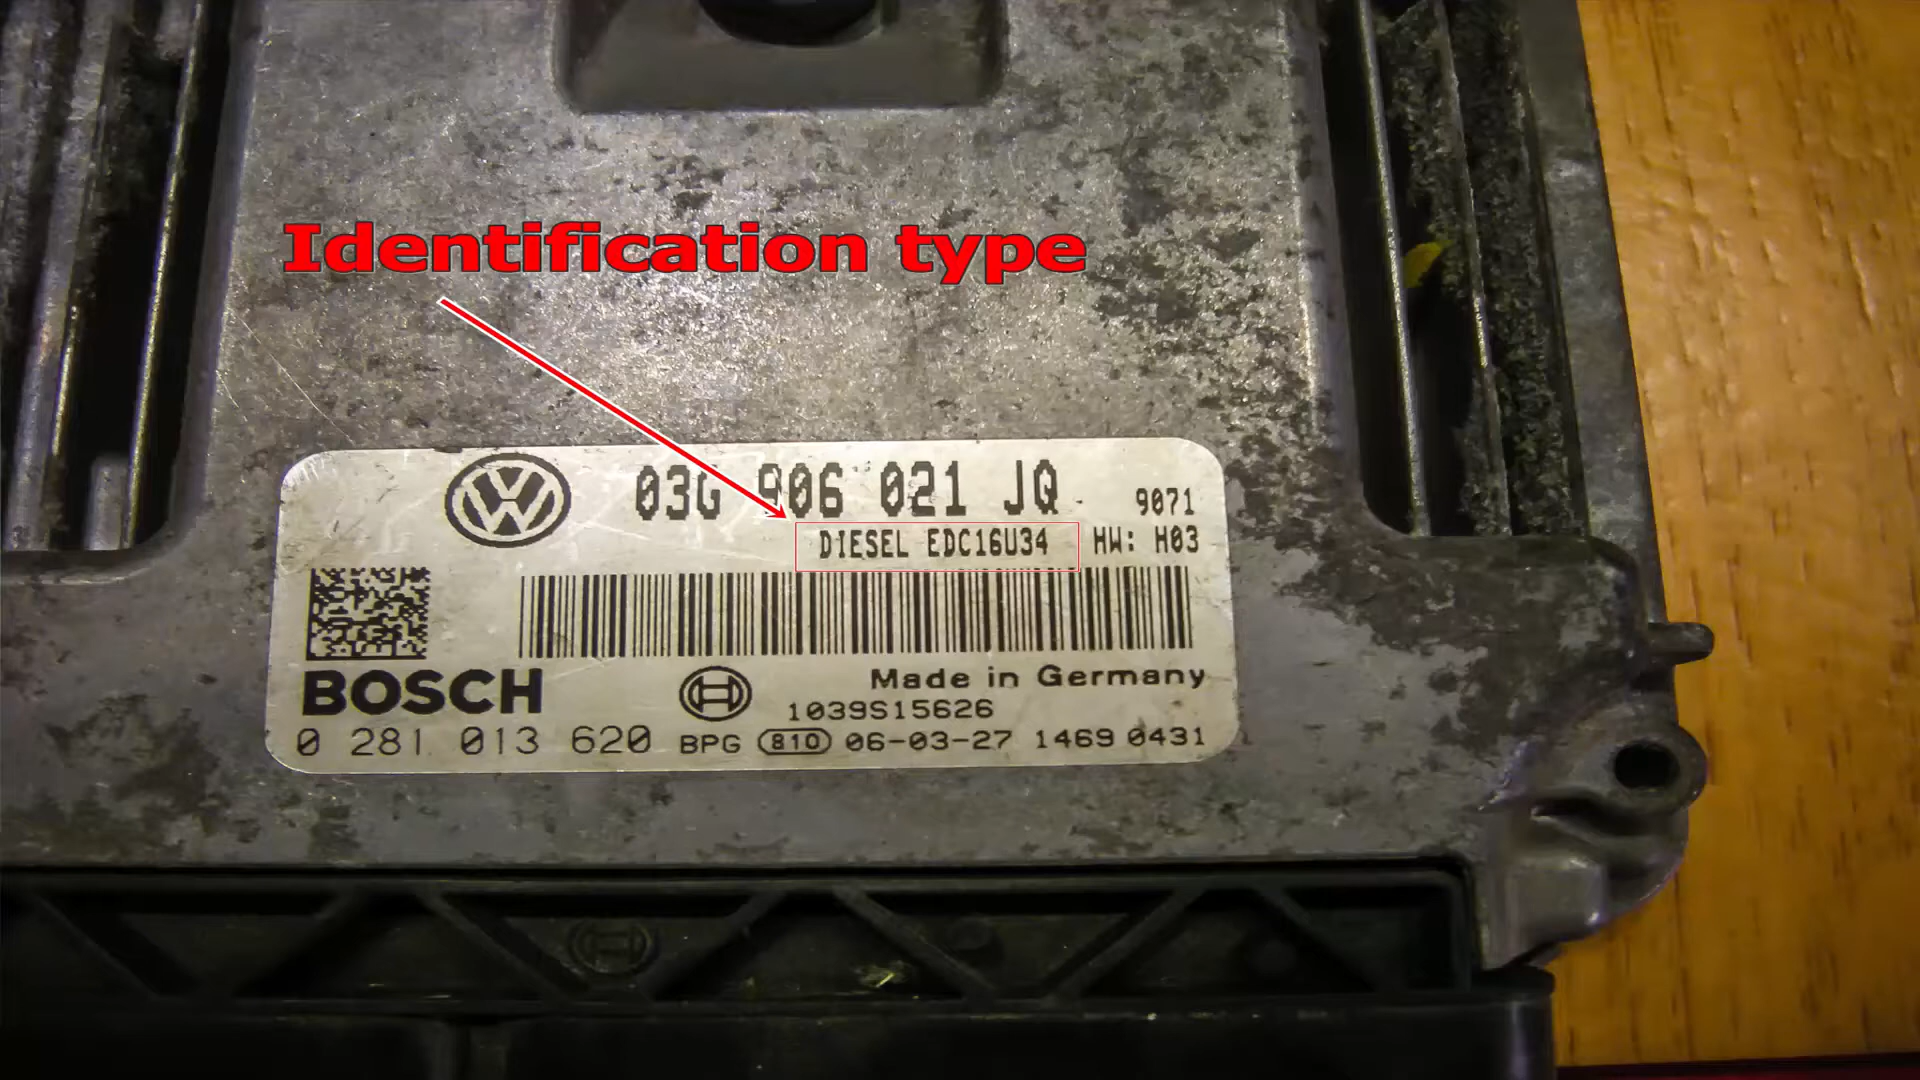 Identification type
03G 906 021 JQ
9071
DIESEL EDC16U34 HW: H03
BOSCH
Made in Germany
1039S15626
0 281 013 620 BPG 810 06-03-27 1469 0431